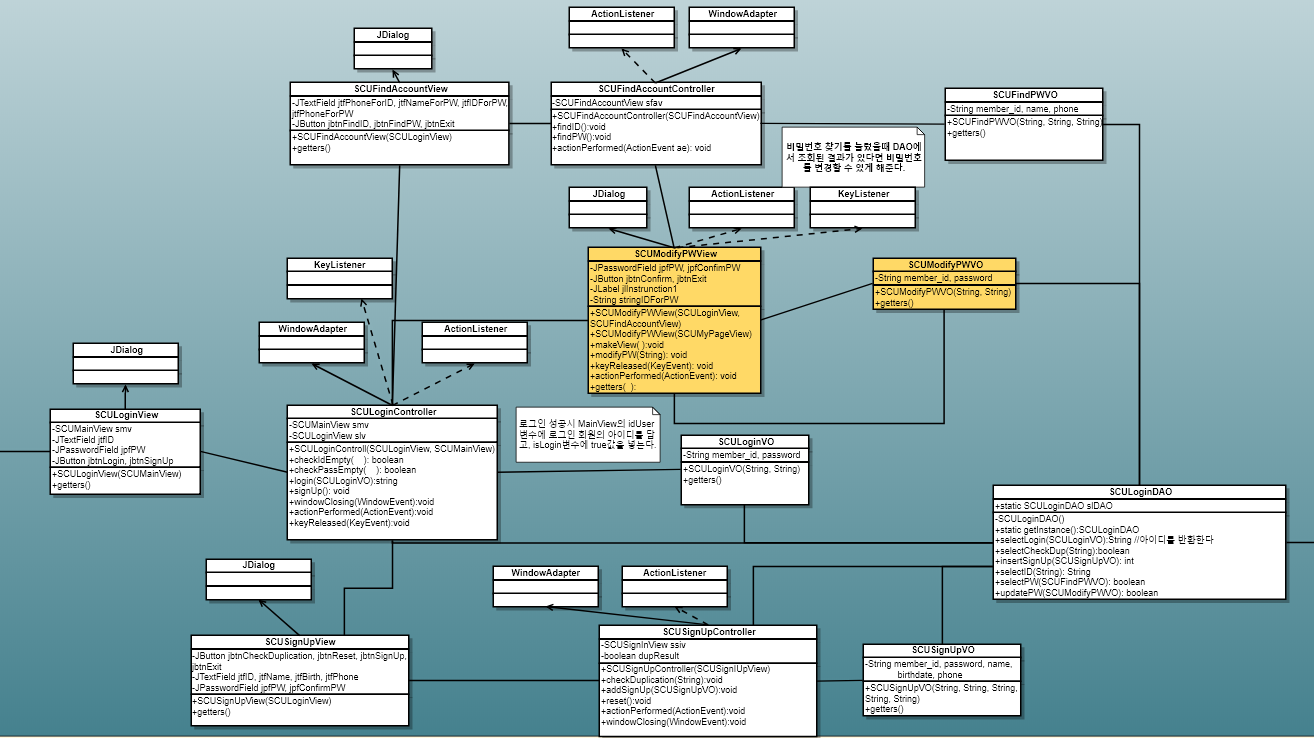 ActionListener
WindowAdapter
JDialog
SCUFindAccountView
-JTextField jtfPhoneForID, jtfNameForPW, jtfIDForPW,
jtfPhoneForPW
-JButton jbtnFindID, jbtnFindPW, jbtnExit
+SCUFindAccountView(SCULoginView)
+getters()
SCUFindAccountController
-SCUFindAccountView sfav
+SCUFindAccountController(SCUFindAccountView)
+findID():void
+findPW():void
+actionPerformed(ActionEvent ae): void
SCUFindPWVO
-String member_id, name, phone
+SCUFindPWVO(String, String, String)
+getters()
비밀번호 찾기를 눌렀을때 DAO에
서 조회된 결과가 있다면 비밀번호
를 변경할 수 있게 해준다.
JDialog
ActionListener
KeyListener
SCUModifyPWView
-JPasswordField jpfPW, jpfConfimPW
-JButton jbtnConfirm, jbtnExit
-JLabel jlInstrunction1
-String stringIDForPW
+SCUModifyPWView(SCULoginView,
SCUFindAccountView)
+SCUModifyPWView(SCUMyPageView)
+makeView( ):void
+modifyPW(String): void
+keyReleased(KeyEvent): void
+actionPerformed(ActionEvent): void
+getters( ):
SCUModifyPWVO
-String member_id, password
+SCUModifyPWVO(String, String)
+getters()
KeyListener
WindowAdapter
ActionListener
JDialog
SCULoginView
-SCUMainView smv
-JTextField jtfID
-JPasswordField jpfPW
-JButton jbtnLogin, jbtnSignUp
+SCULoginView(SCUMainView)
+getters()
SCULoginController
-SCUMainView smv
-SCULoginView slv
+SCULoginControll(SCULoginView, SCUMainView)
+checkIdEmpty( ): boolean
+checkPassEmpty( ): boolean
+login(SCULoginVO):string
+signUp(): void
+windowClosing(WindowEvent):void
+actionPerformed(ActionEvent):void
+keyReleased(KeyEvent):void
로그인 성공시 MainView의 idUser
변수에 로그인 회원의 아이디를 담
고, isLogin변수에 true값을 넣는다.
SCULoginVO
-String member_id, password
+SCULoginVO(String, String)
+getters()
SCULoginDAO
+static SCULoginDAO slDAO
-SCULoginDAO()
+static getInstance():SCULoginDAO
+selectLogin(SCULoginVO):String //아이디를 반환한다
+selectCheckDup(String):boolean
+insertSignUp(SCUSignUpVO): int
+selectID(String): String
+selectPW(SCUFindPWVO): boolean
+updatePW(SCUModifyPWVO): boolean
JDialog
SCUSignUpView
-JButton jbtnCheckDuplication, jbtnReset, jbtnSignUp,
jbtnExit
-JTextField jtfID, jtfName, jtfBirth, jtfPhone
-JPasswordField jpfPW, jpfConfirmPW
+SCUSignUpView(SCULoginView)
+getters()
WindowAdapter
ActionListener
SCUSignUpController
-SCUSignInView ssiv
-boolean dupResult
+SCUSignUpController(SCUSignIUpView)
+checkDuplication(String):void
+addSignUp(SCUSignUpVO):void
+reset():void
+actionPerformed(ActionEvent):void
+windowClosing(WindowEvent):void
SCUSignUpVO
-String member_id, password, name,
birthdate, phone
+SCUSignUpVO(String, String, String,
String, String)
+getters()